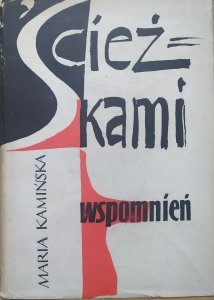 Ścież=
kami
wspomnień
MARIA KAMIŃSKA